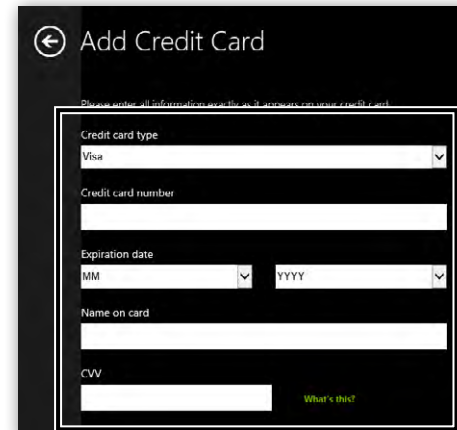 Add Credit Card
Please enter all information exactly as it appears on your credit card.
Credit card type
Visa
Credit card number
Expiration date
MM YYYY
Name on card
CVV
What's this?